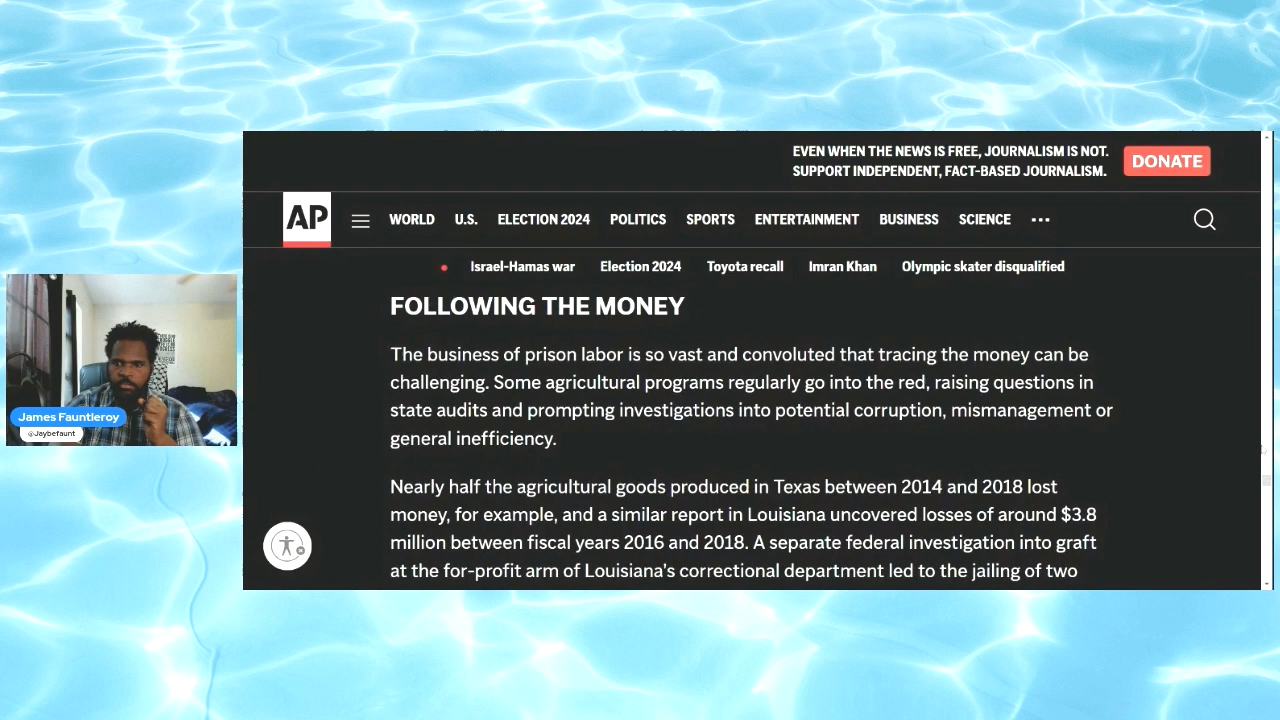 EVEN WHEN THE NEWS IS FREE, JOURNALISM IS NOT.
SUPPORT INDEPENDENT, FACT-BASED JOURNALISM.
DONATE
AP
WORLD U.S. ELECTION 2024 POLITICS SPORTS ENTERTAINMENT BUSINESS SCIENCE
Israel-Hamas war Election 2024 Toyota recall Imran Khan Olympic skater disqualified
FOLLOWING THE MONEY
The business of prison labor is so vast and convoluted that tracing the money can be
challenging. Some agricultural programs regularly go into the red, raising questions in
state audits and prompting investigations into potential corruption, mismanagement or
general inefficiency.
Nearly half the agricultural goods produced in Texas between 2014 and 2018 lost
money, for example, and a similar report in Louisiana uncovered losses of around $3.8
million between fiscal years 2016 and 2018. A separate federal investigation into graft
at the for-profit arm of Louisiana’s correctional department led to the jailing of two
James Fauntleroy
@Jaybefaunt